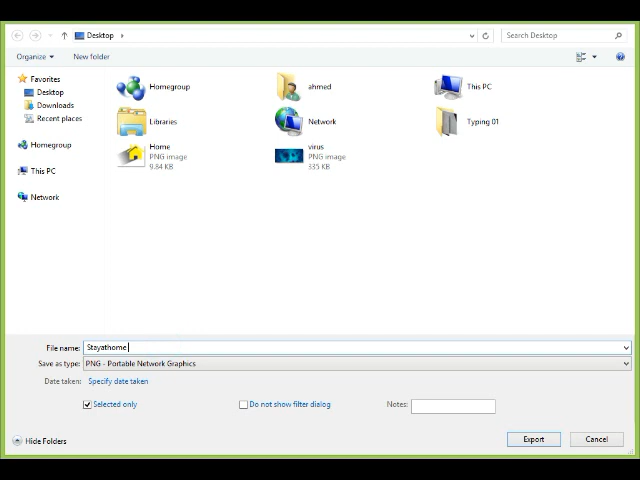 Desktop
Search Desktop
Organize
New folder
Favorites
Desktop
Downloads
Recent places
Homegroup
This PC
Network
Homegroup
ahmed
This PC
Libraries
Network
Typing 01
Home
PNG image
9.84 KB
virus
PNG image
335 KB
File name: Stayathome
Save as type: PNG - Portable Network Graphics
Date taken: Specify date taken
Selected only
Do not show filter dialog
Notes:
Hide Folders
Export
Cancel